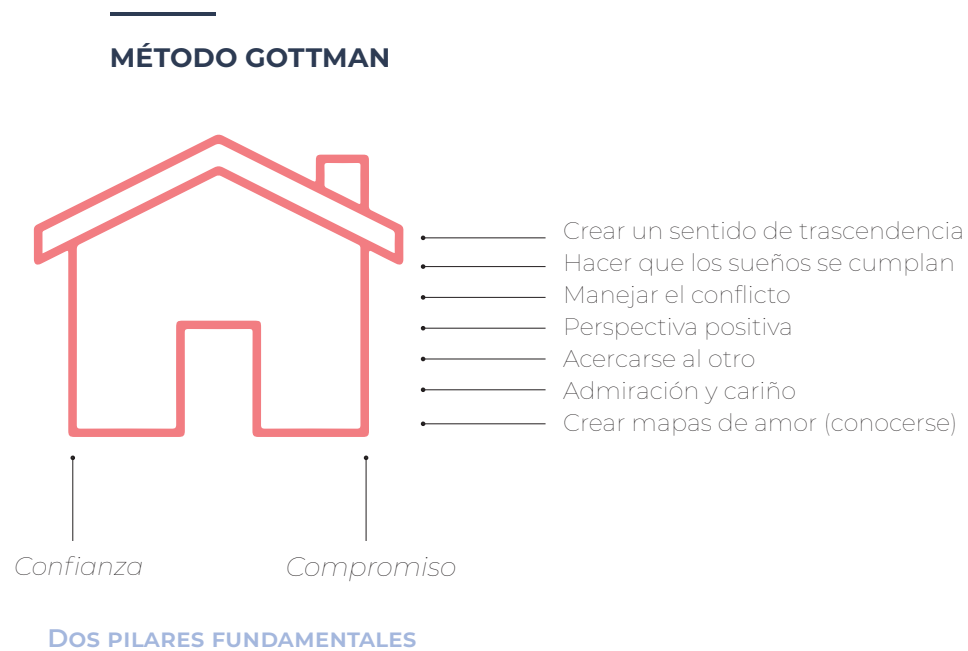 MÉTODO GOTTMAN
Crear un sentido de trascendencia
Hacer que los sueños se cumplan
Manejar el conflicto
Perspectiva positiva
Acercarse al otro
Admiración y cariño
Crear mapas de amor (conocerse)
Confianza
Compromiso
DOS PILARES FUNDAMENTALES